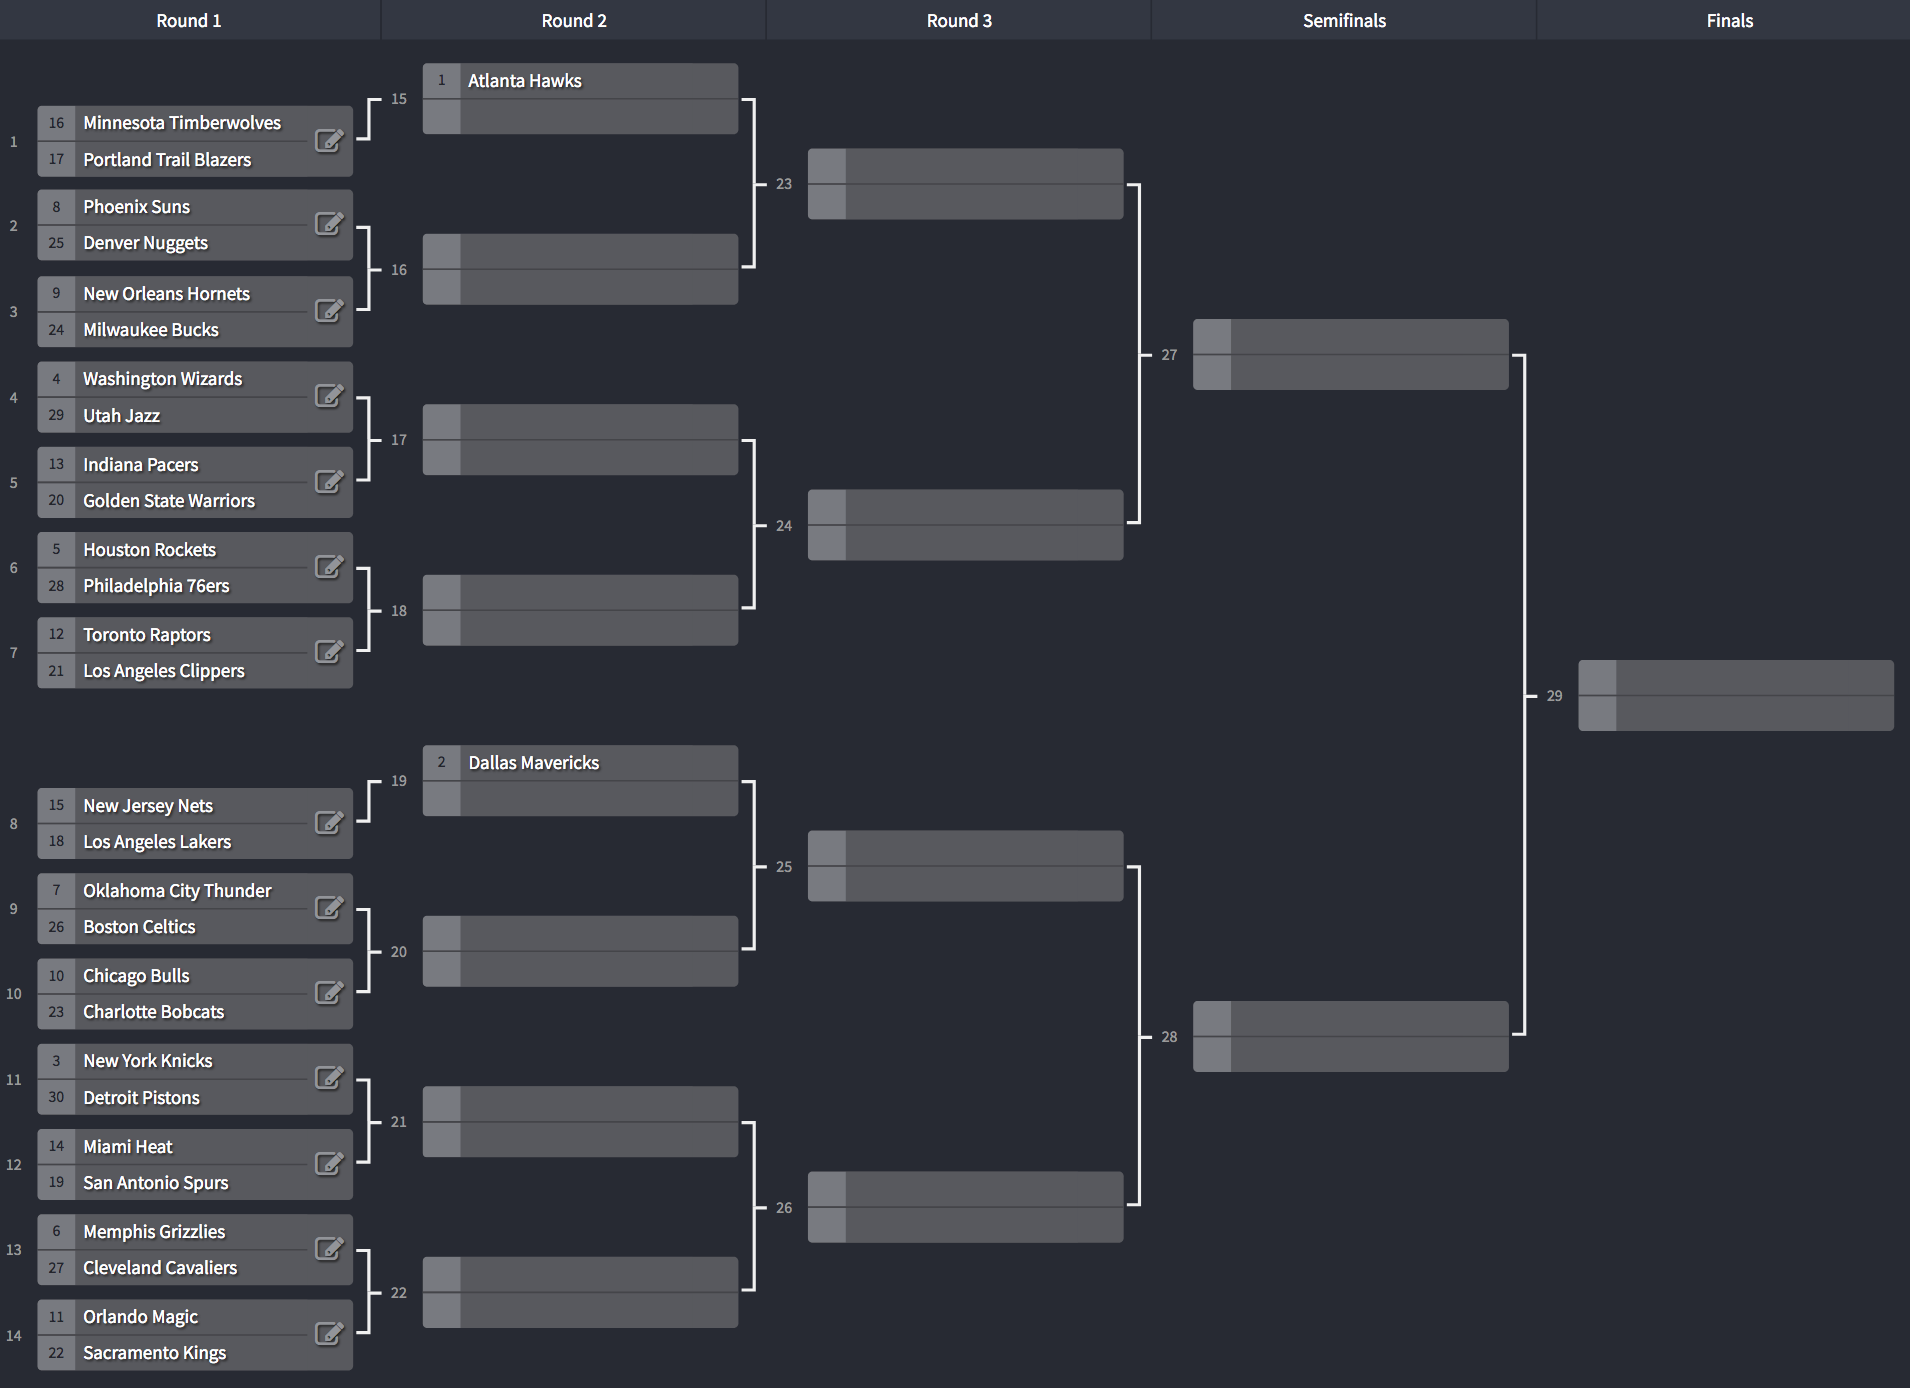 Round 1
Round 2
Round 3
Semifinals
Finals
1
16 Minnesota Timberwolves
17 Portland Trail Blazers
2
8 Phoenix Suns
25 Denver Nuggets
3
9 New Orleans Hornets
24 Milwaukee Bucks
4
4 Washington Wizards
29 Utah Jazz
5
13 Indiana Pacers
20 Golden State Warriors
6
5 Houston Rockets
28 Philadelphia 76ers
7
12 Toronto Raptors
21 Los Angeles Clippers
8
15 New Jersey Nets
18 Los Angeles Lakers
9
7 Oklahoma City Thunder
26 Boston Celtics
10
10 Chicago Bulls
23 Charlotte Bobcats
11
3 New York Knicks
30 Detroit Pistons
12
14 Miami Heat
19 San Antonio Spurs
13
6 Memphis Grizzlies
27 Cleveland Cavaliers
14
11 Orlando Magic
22 Sacramento Kings
15
1 Atlanta Hawks
16
17
18
19
2 Dallas Mavericks
20
21
22
23
24
25
26
27
28
29